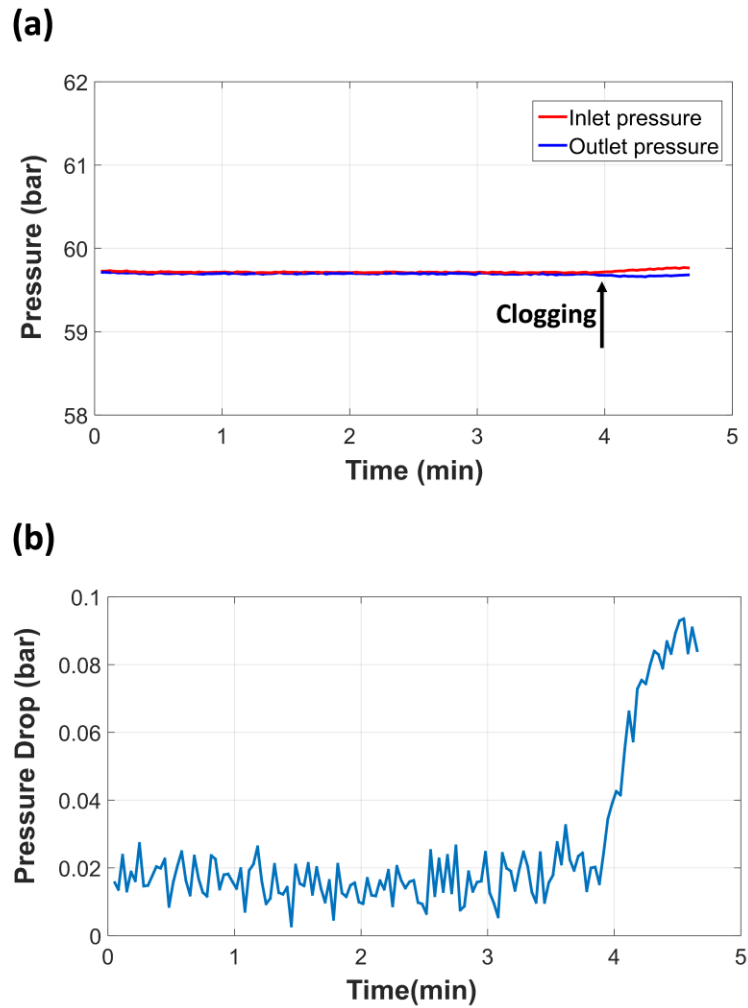 (a)
62
61
60
59
58
Pressure (bar)
Inlet pressure
Outlet pressure
Clogging
0 1 2 3 4 5
Time (min)
(b)
0.1
0.08
0.06
0.04
0.02
0
Pressure Drop (bar)
0 1 2 3 4 5
Time(min)